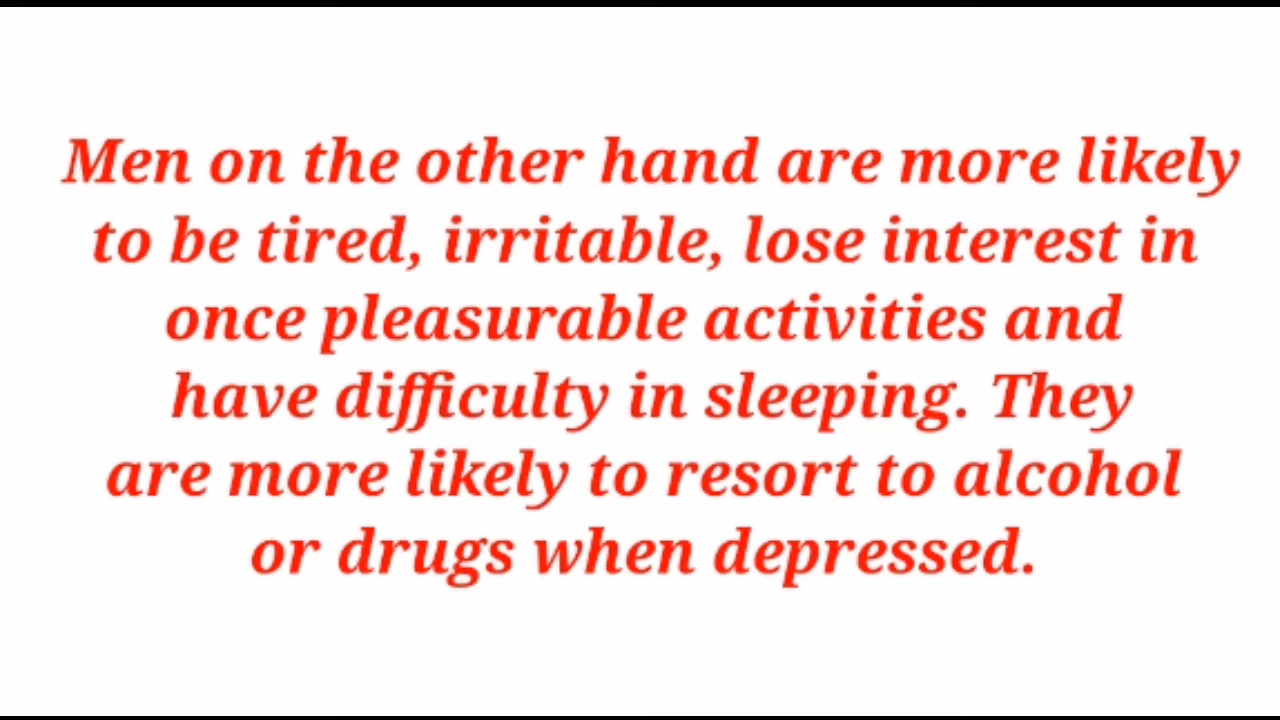 Men on the other hand are more likely
to be tired, irritable, lose interest in
once pleasurable activities and
have difficulty in sleeping. They
are more likely to resort to alcohol
or drugs when depressed.